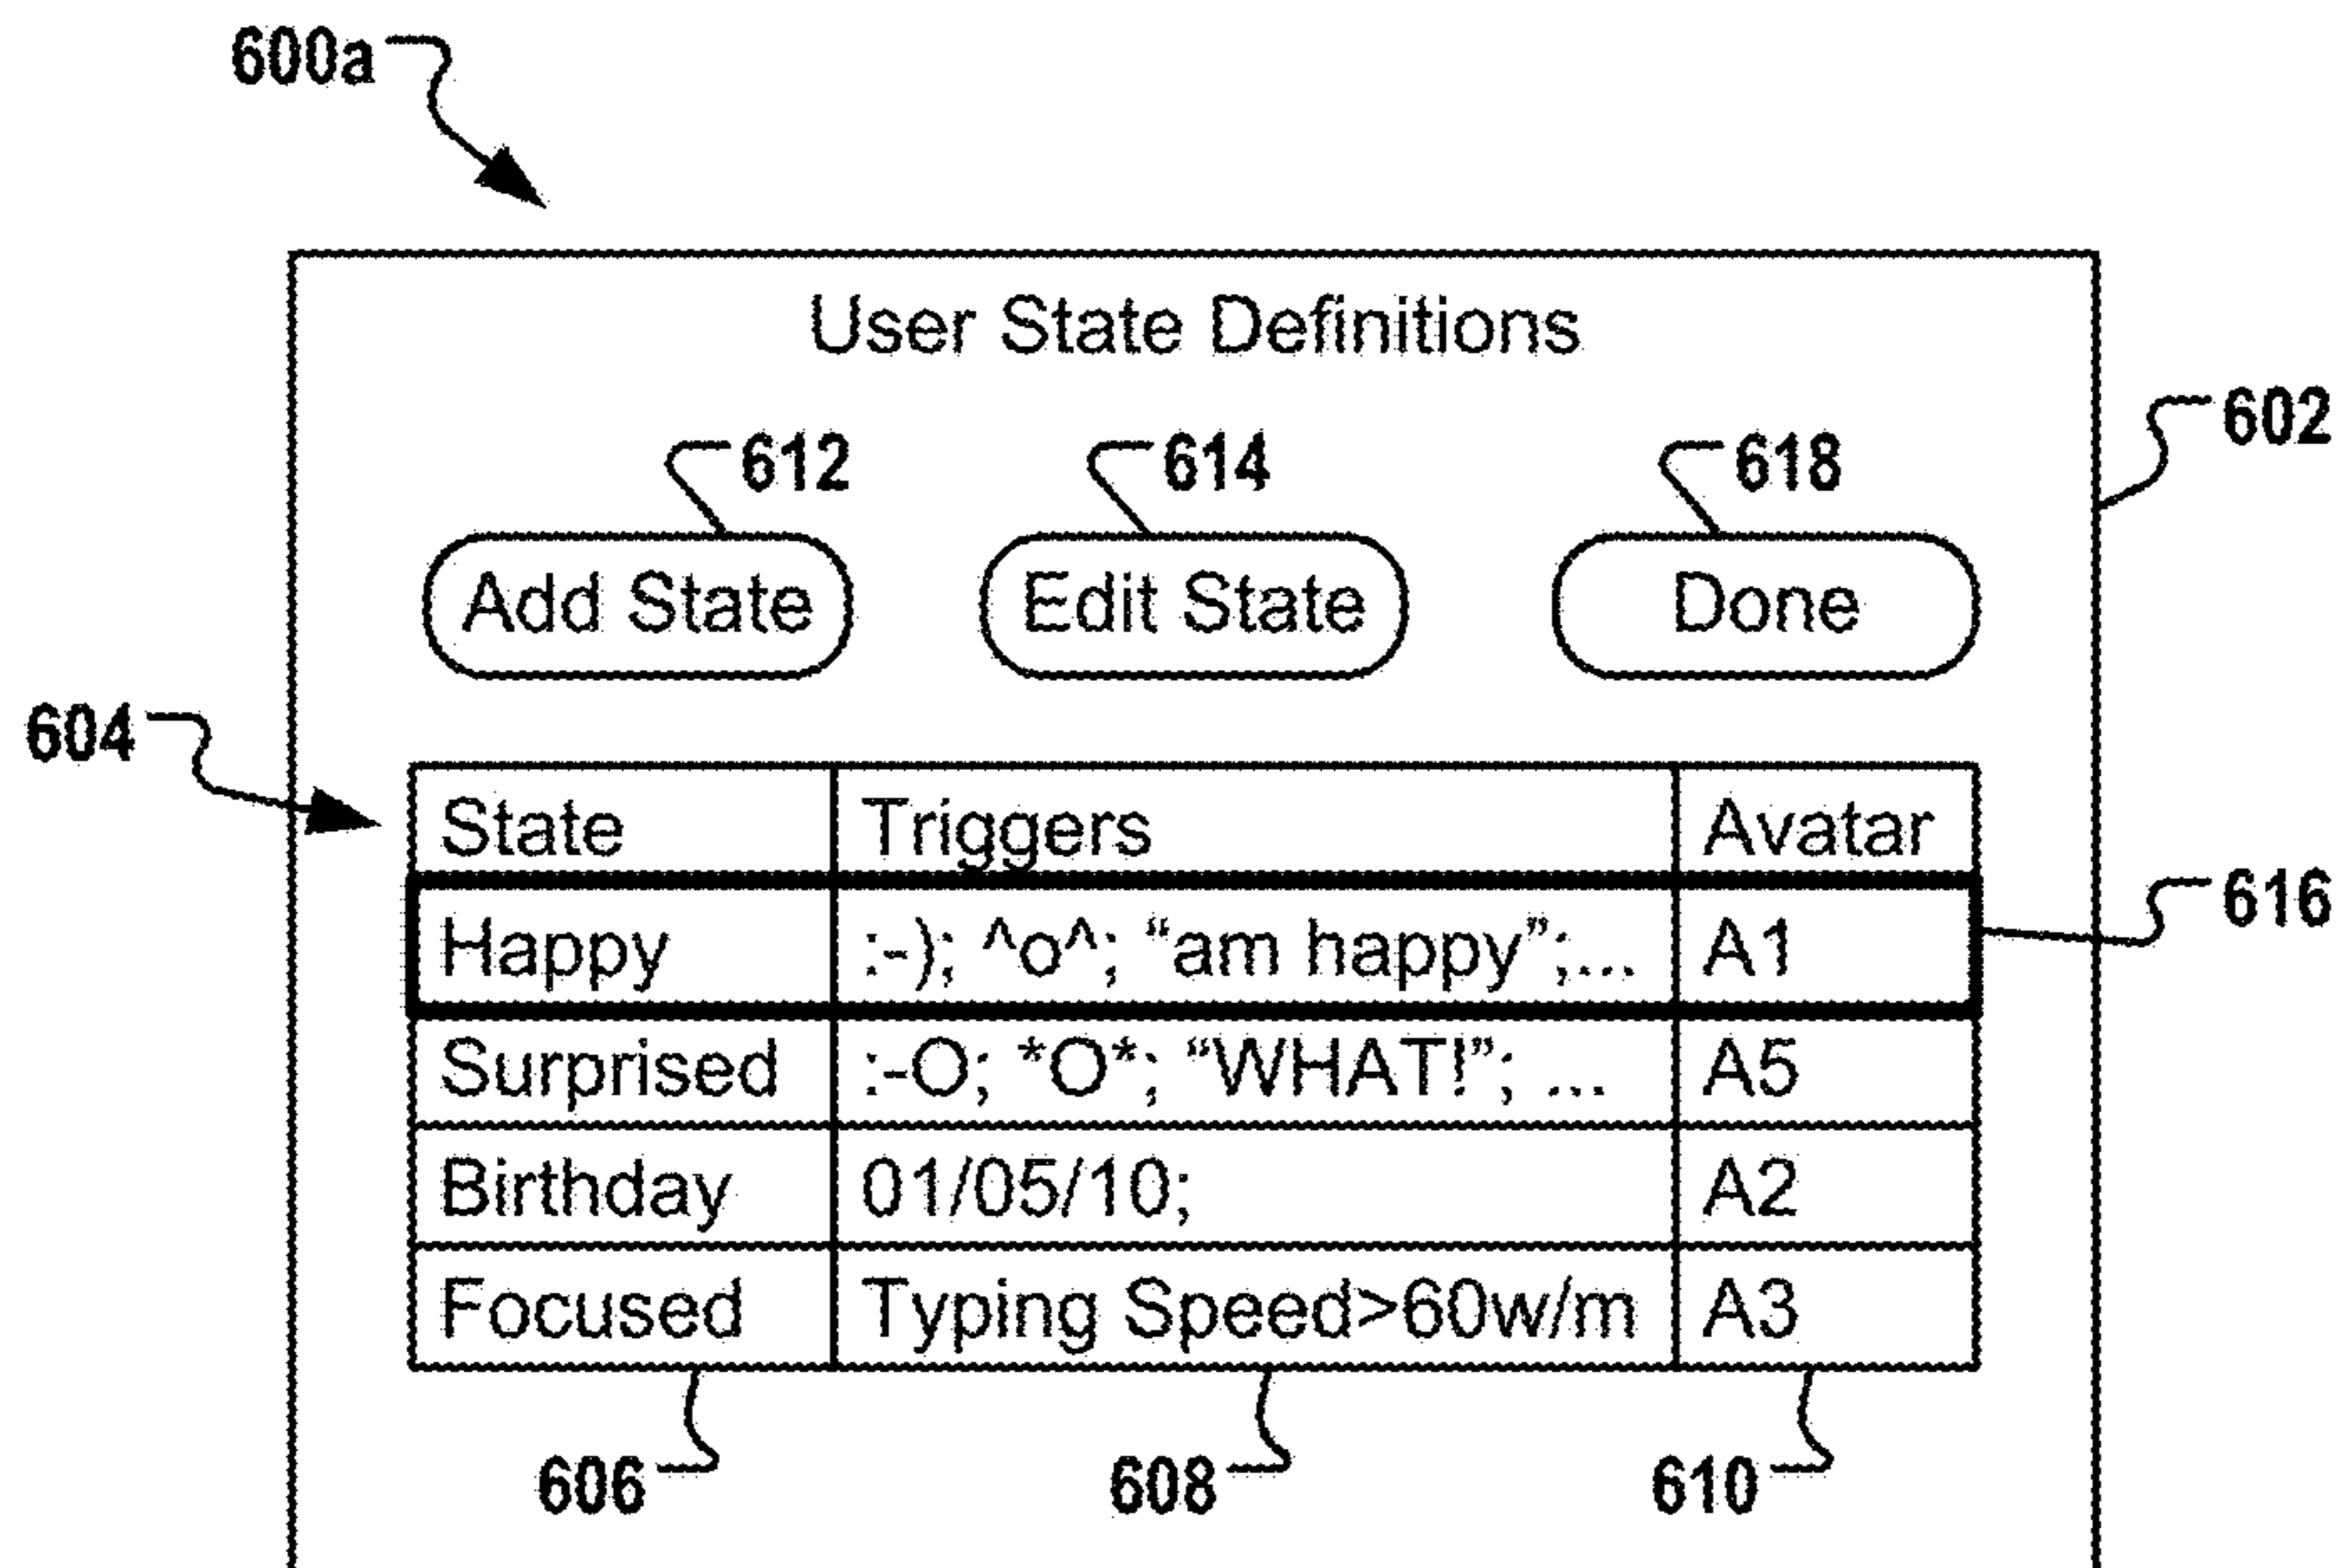 600a
User State Definitions
602
612 614 618
Add State Edit State Done
604
State Triggers Avatar
Happy :-); ^o^; “am happy”;... A1
616
Surprised :-O; *O*; “WHAT!”; ... A5
Birthday 01/05/10; A2
Focused Typing Speed>60w/m A3
606 608 610